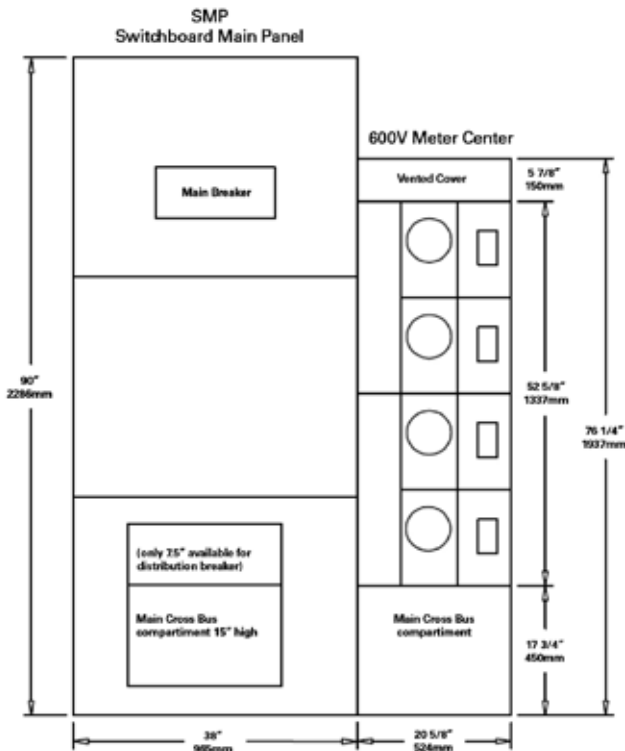 SMP
Switchboard Main Panel
600V Meter Center
Main Breaker
Vented Cover
5 7/8"
150mm
90"
2286mm
52 5/8"
1337mm
76 1/4"
1937mm
(only 7.5" available for
distribution breaker)
Main Cross Bus
compartment 15" high
Main Cross Bus
compartment
17 3/4"
450mm
38"
965mm
20 5/8"
524mm